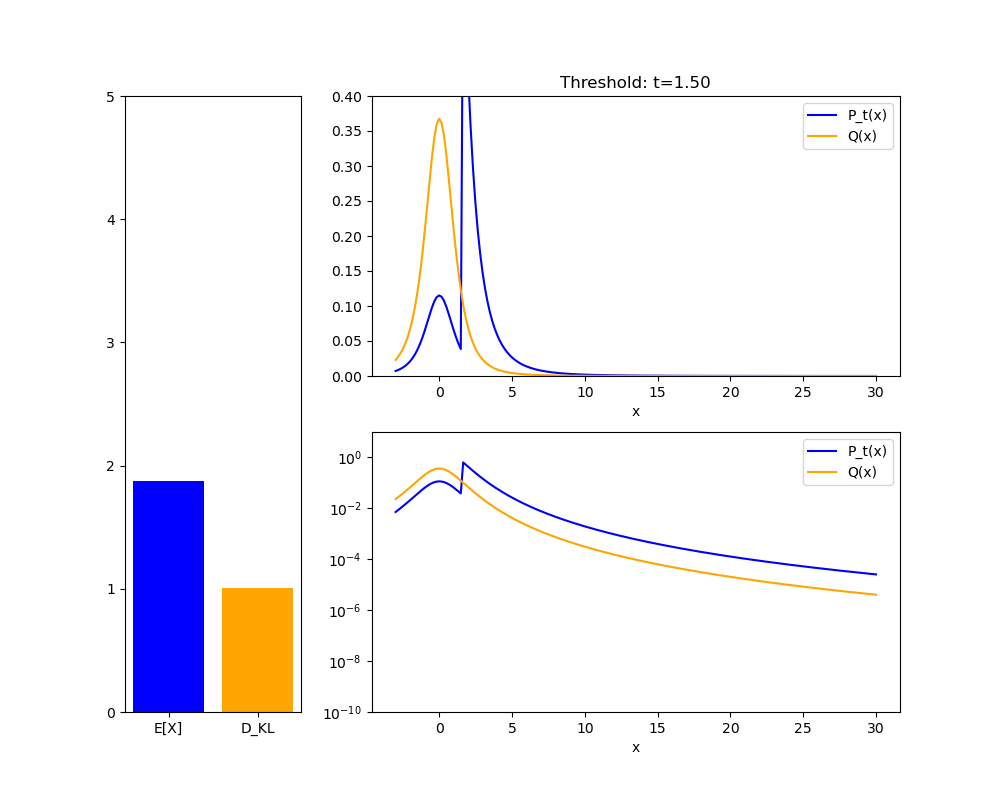 5
4
3
2
1
0
E[X] D_KL
Threshold: t=1.50
0.40
0.35
0.30
0.25
0.20
0.15
0.10
0.05
0.00
P_t(x)
Q(x)
0 5 10 15 20 25 30
x
10⁰
10⁻²
10⁻⁴
10⁻⁶
10⁻⁸
10⁻¹⁰
P_t(x)
Q(x)
0 5 10 15 20 25 30
x